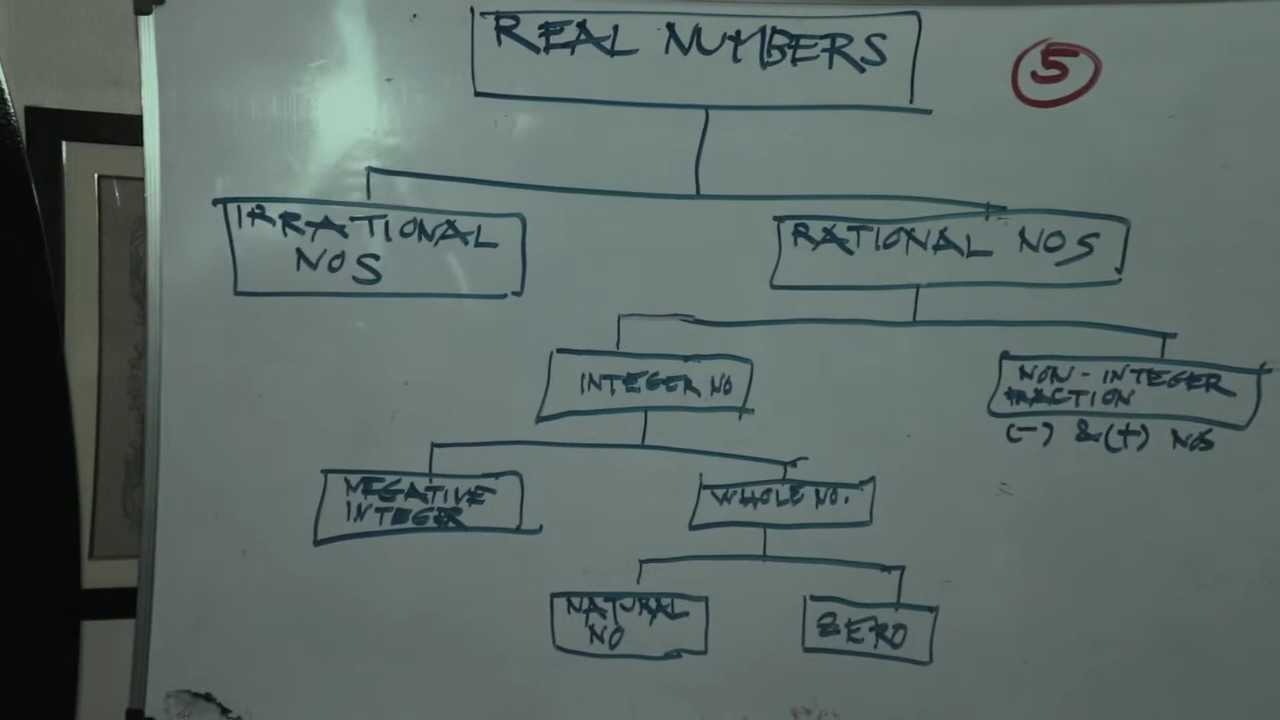 REAL NUMBERS
5
IRRATIONAL
NOS
RATIONAL NOS
INTEGER NO
NON-INTEGER
FRACTION
(-) &(+) NOS
NEGATIVE
INTEGER
WHOLE NO.
NATURAL
NO
ZERO